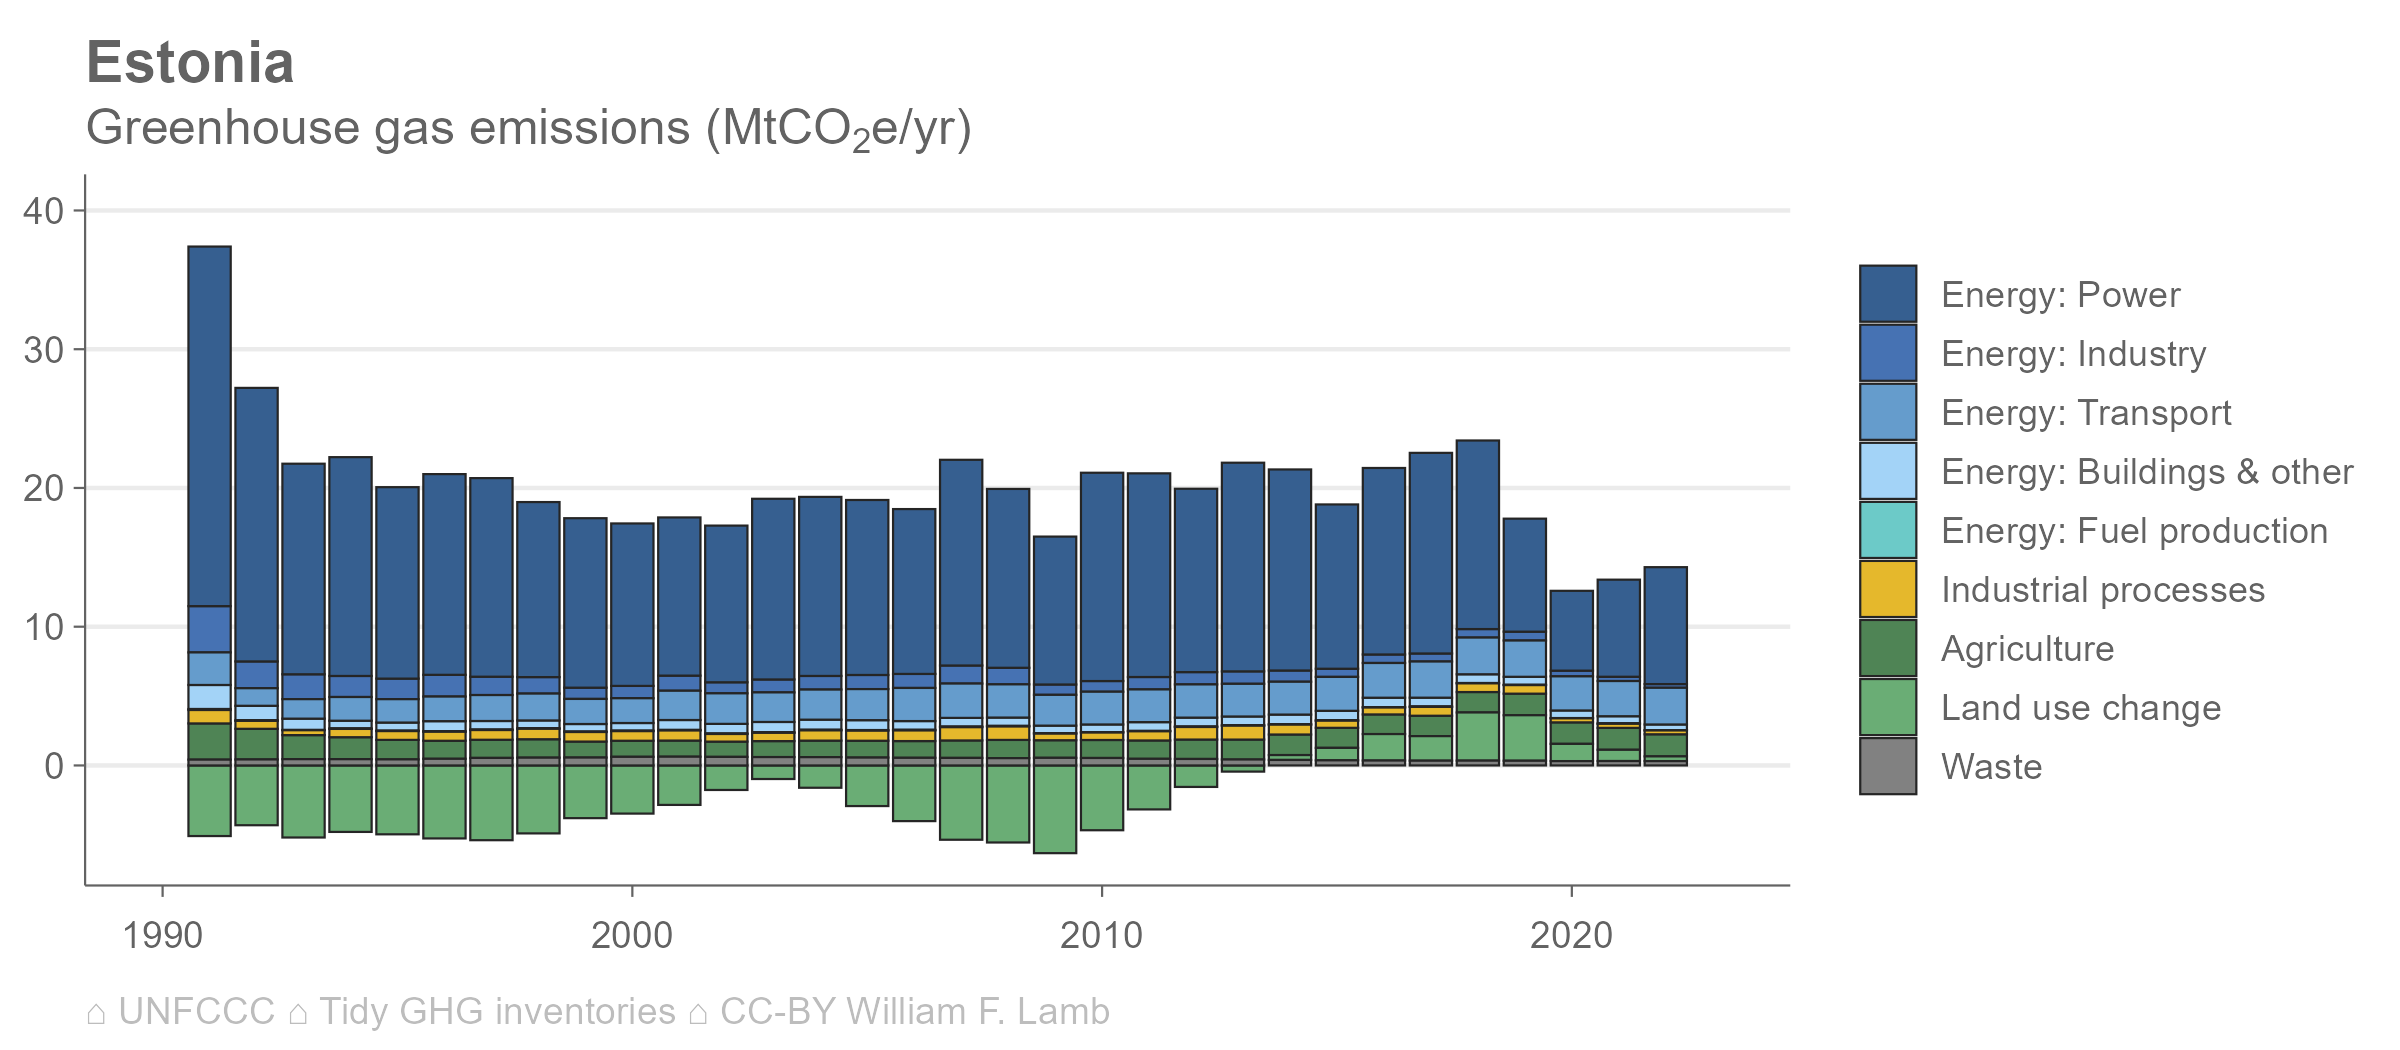 Estonia
Greenhouse gas emissions (MtCO₂e/yr)
40
30
20
10
0
1990 2000 2010 2020
Energy: Power
Energy: Industry
Energy: Transport
Energy: Buildings & other
Energy: Fuel production
Industrial processes
Agriculture
Land use change
Waste
⌂ UNFCCC ⌂ Tidy GHG inventories ⌂ CC-BY William F. Lamb